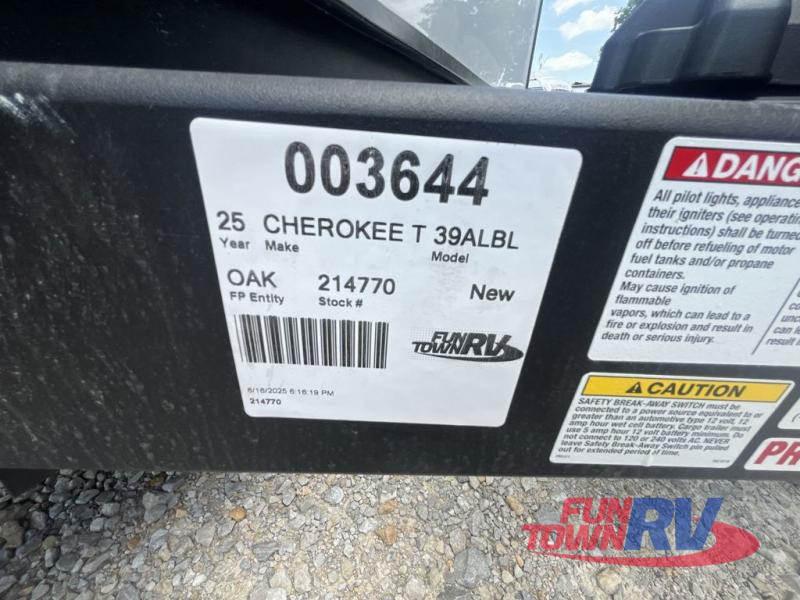 003644
25 CHEROKEE T 39ALBL
Year Make Model
OAK 214770 New
FP Entity Stock#
FUN TOWN RV
6/16/2025 6:16:19 PM
214770
DANG
All pilot lights, appliance
their igniters (see operati
instructions) shall be turned
off before refueling of motor
fuel tanks and/or propane
containers.
May cause ignition of
flammable
vapors, which can lead to a
fire or explosion and result in
death or serious injury.
CAUTION
SAFETY BREAK-AWAY SWITCH must be
connected to a power source equivalent to or
greater than an automotive type 12 volt, 12
amp hour wet cell battery. Cargo trailer must
use 5 amp hour 12 volt battery minimum. Do
not connect to 120 or 240 volts AC. NEVER
leave Safety Break-Away Switch pin pulled
out for extended period of time.
PR
FUN TOWN RV